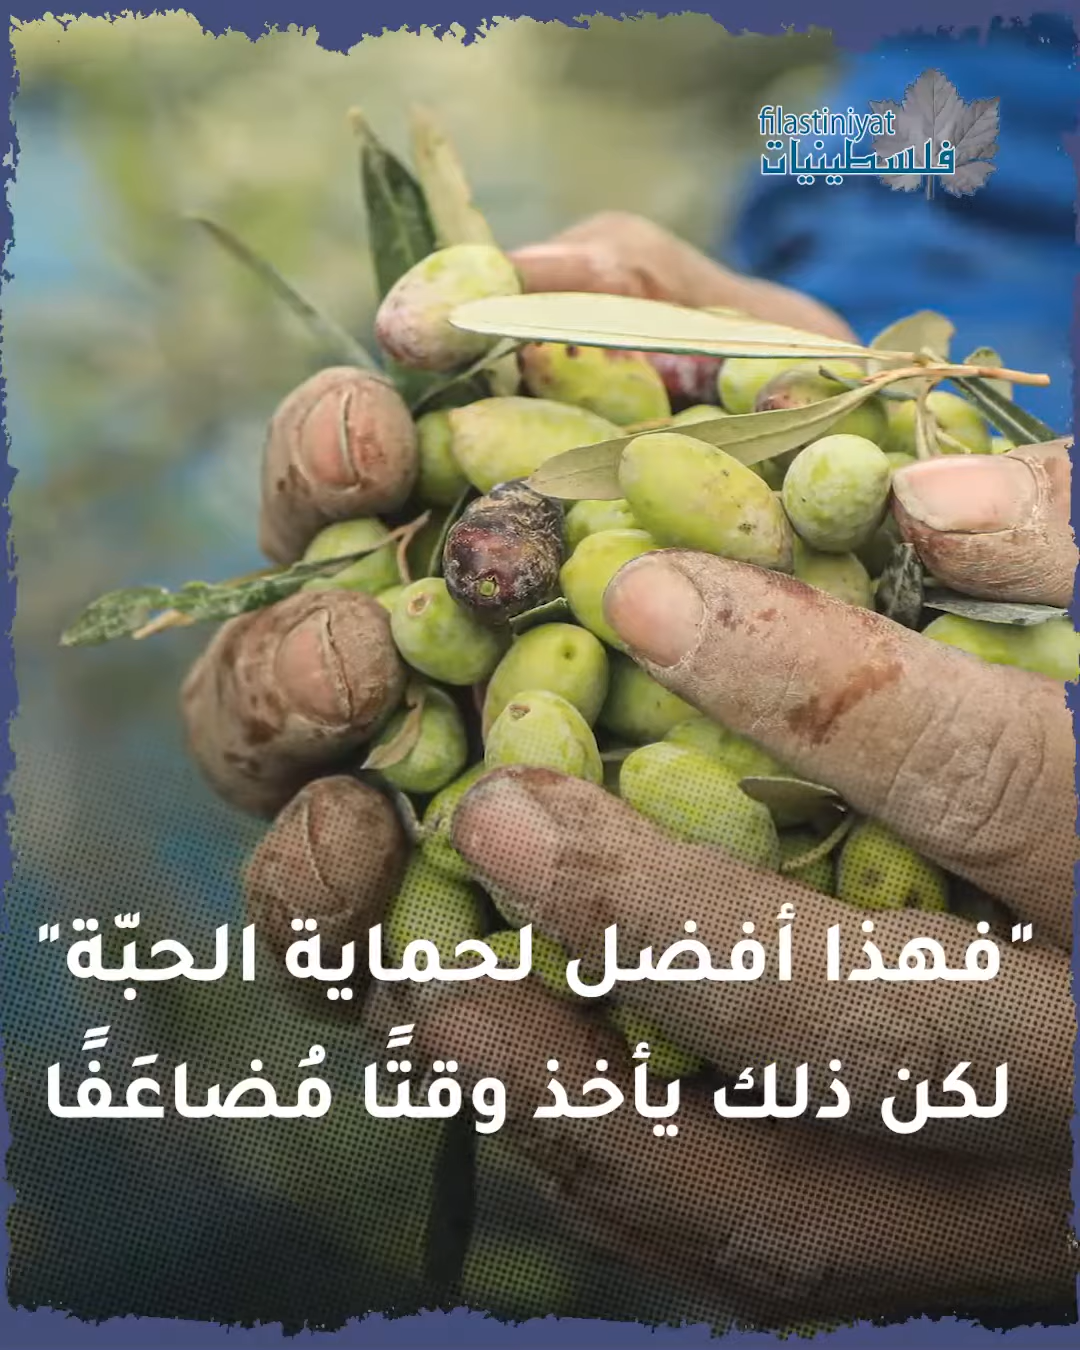 filastiniyat
فلسطينيات
"فهذا أفضل لحماية الحبّة"
لكن ذلك يأخذ وقتًا مُضاعَفًا